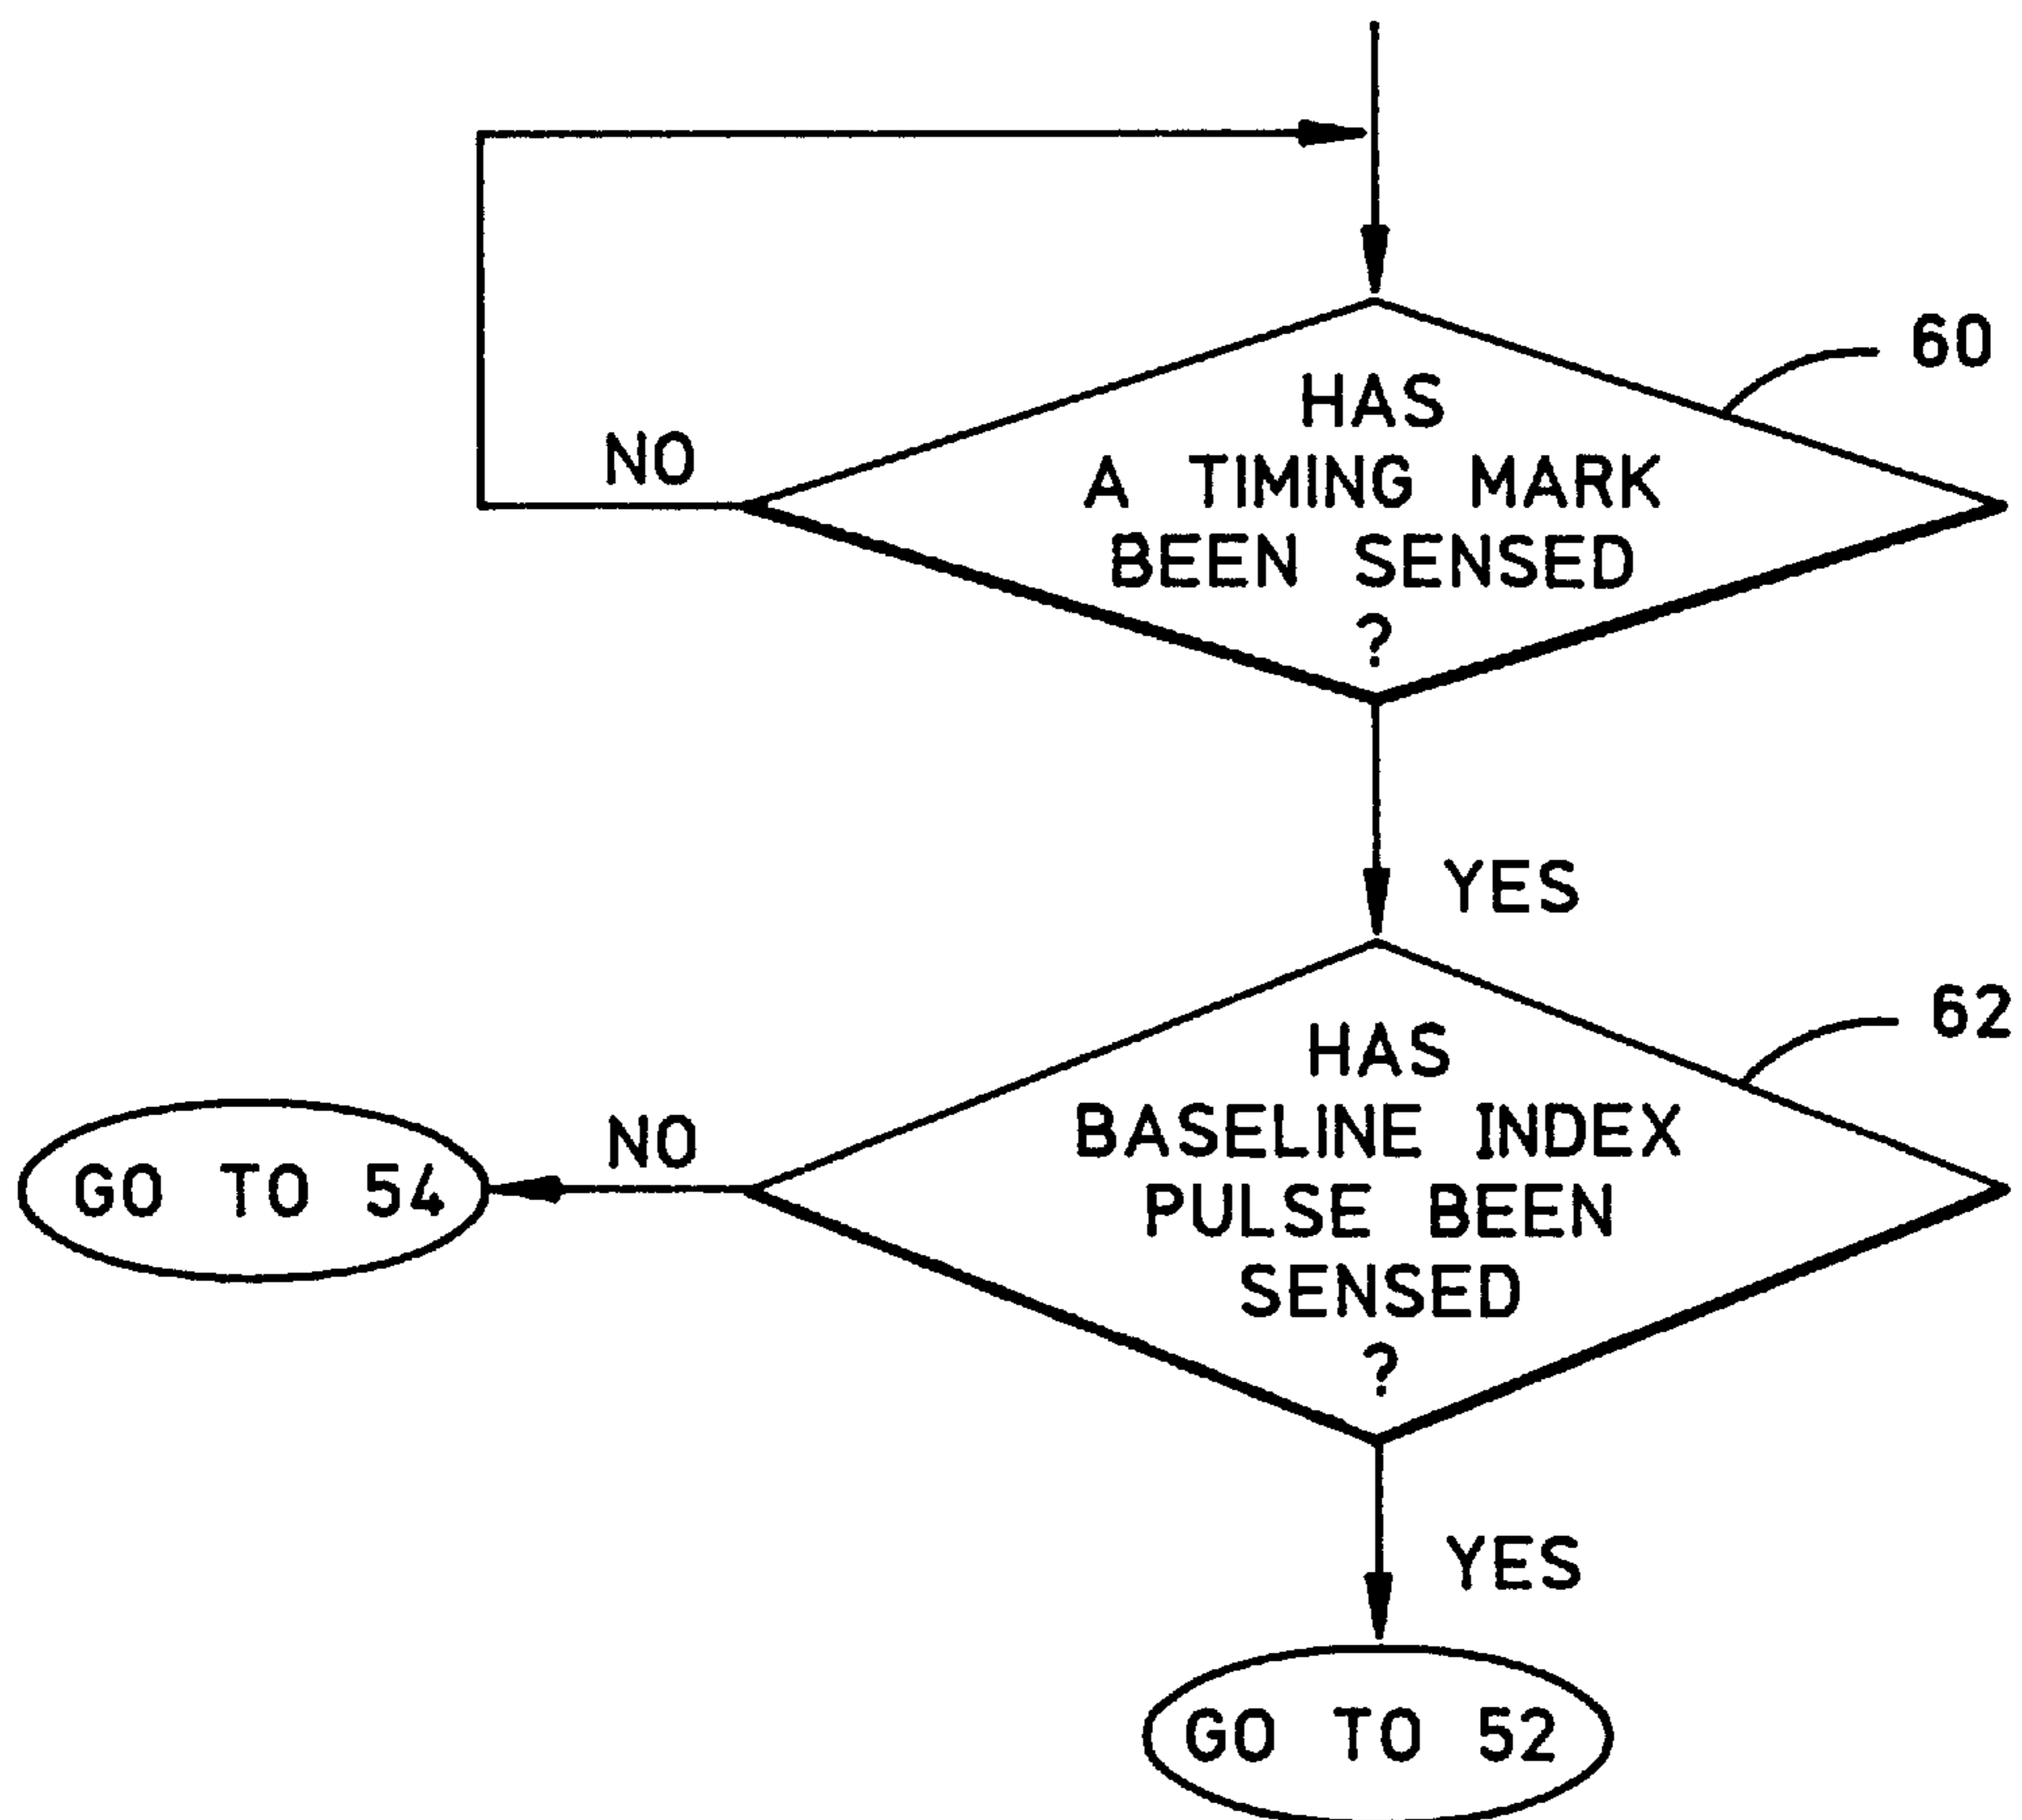 60
HAS
A TIMING MARK
BEEN SENSED
?
NO
YES
62
HAS
BASELINE INDEX
PULSE BEEN
SENSED
?
NO
GO TO 54
YES
GO TO 52